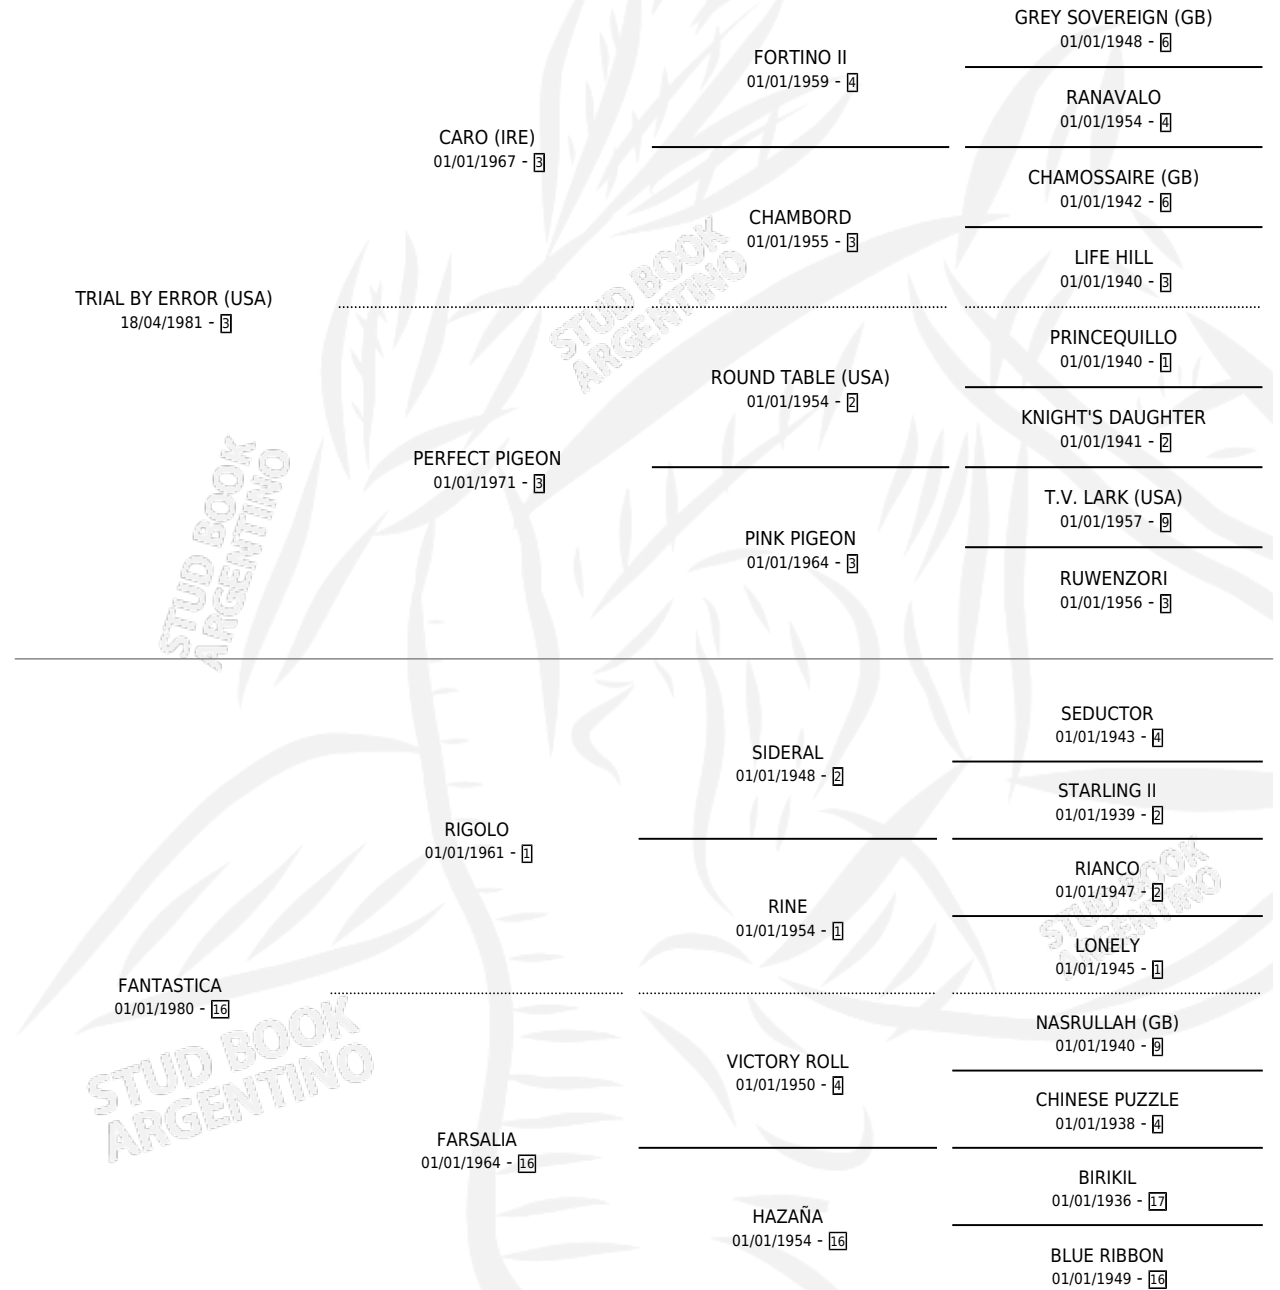 GREY SOVEREIGN (GB)
01/01/1948 - 6
FORTINO II
01/01/1959 - 4
RANAVALO
01/01/1954 - 4
CARO (IRE)
01/01/1967 - 3
CHAMOSSAIRE (GB)
01/01/1942 - 6
CHAMBORD
01/01/1955 - 3
LIFE HILL
01/01/1940 - 3
TRIAL BY ERROR (USA)
18/04/1981 - 3
STUD BOOK
ARGENTINO
PRINCEQUILLO
01/01/1940 - 1
ROUND TABLE (USA)
01/01/1954 - 2
KNIGHT'S DAUGHTER
01/01/1941 - 2
PERFECT PIGEON
01/01/1971 - 3
T.V. LARK (USA)
01/01/1957 - 9
PINK PIGEON
01/01/1964 - 3
RUWENZORI
01/01/1956 - 3
STUD BOOK
ARGENTINO
SEDUCTOR
01/01/1943 - 4
SIDERAL
01/01/1948 - 2
STARLING II
01/01/1939 - 2
RIGOLO
01/01/1961 - 1
RIANCO
01/01/1947 - 2
RINE
01/01/1954 - 1
LONELY
01/01/1945 - 1
STUD BOOK
ARGENTINO
FANTASTICA
01/01/1980 - 16
STUD BOOK
ARGENTINO
NASRULLAH (GB)
01/01/1940 - 9
VICTORY ROLL
01/01/1950 - 4
CHINESE PUZZLE
01/01/1938 - 4
FARSALIA
01/01/1964 - 16
BIRIKIL
01/01/1936 - 17
HAZAÑA
01/01/1954 - 16
BLUE RIBBON
01/01/1949 - 16